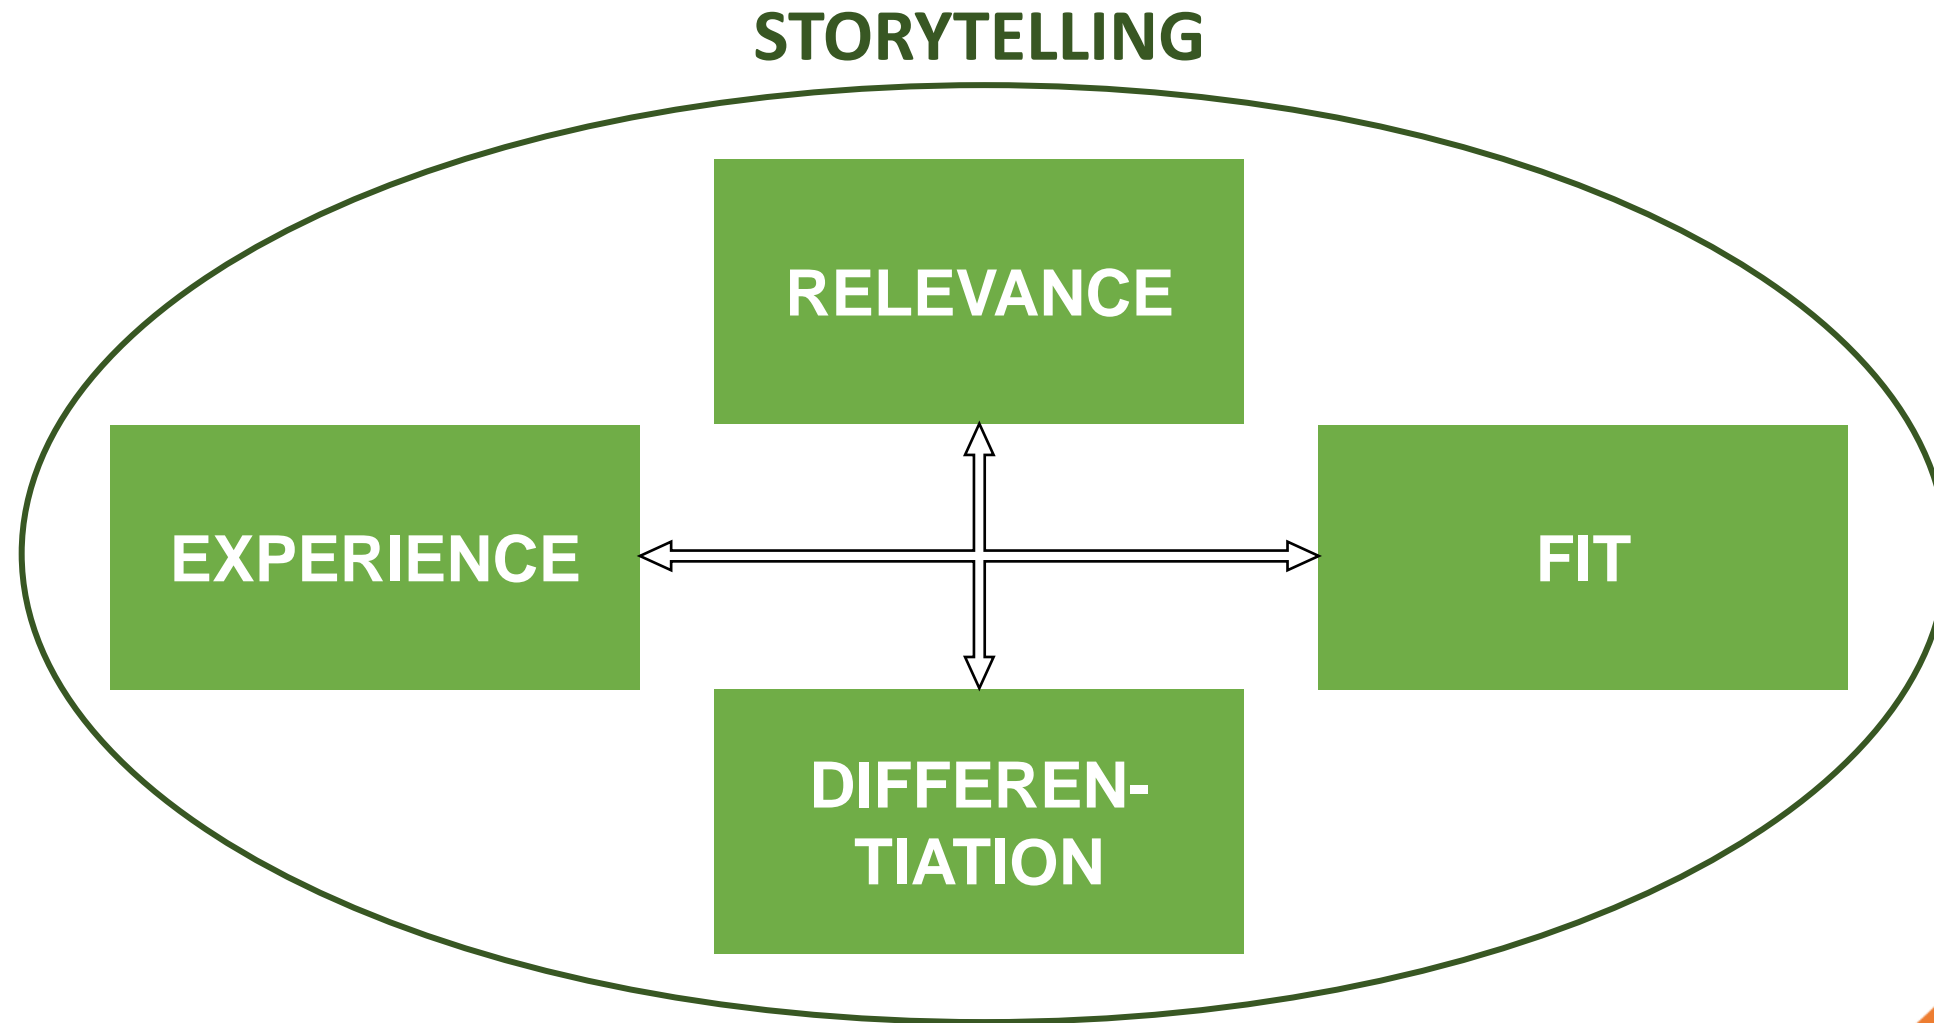 STORYTELLING
RELEVANCE
EXPERIENCE
FIT
DIFFEREN-
TIATION